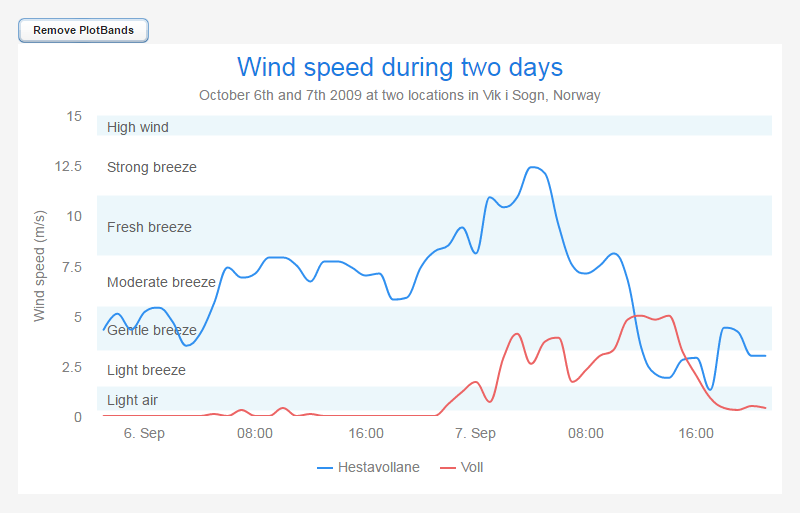 Remove PlotBands
Wind speed during two days
October 6th and 7th 2009 at two locations in Vik i Sogn, Norway
Wind speed (m/s)
15
High wind
12.5
Strong breeze
10
Fresh breeze
7.5
Moderate breeze
5
Gentle breeze
2.5
Light breeze
Light air
0
6. Sep 08:00 16:00 7. Sep 08:00 16:00
Hestavollane Voll